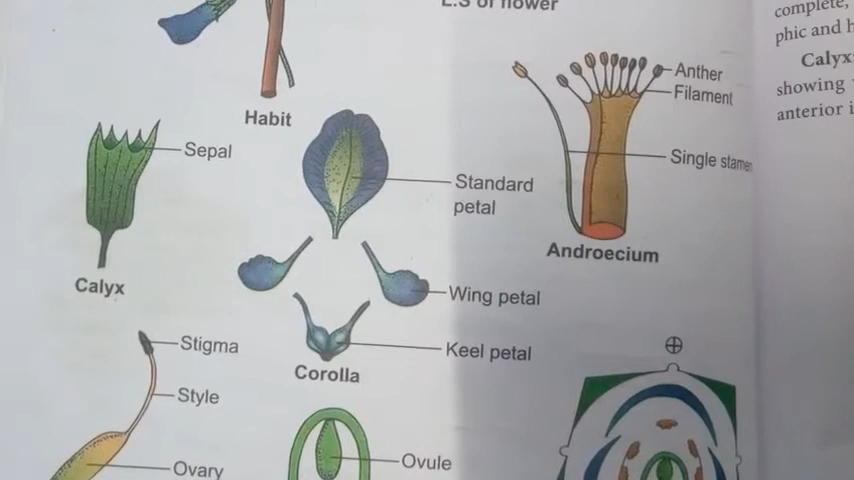 L.S of flower
complete,
phic and h
Calyx:
showing
anterior i
Habit
Anther
Filament
Single stamen
Androecium
Sepal
Calyx
Standard
petal
Wing petal
Keel petal
Corolla
Stigma
Style
Ovary
Ovule